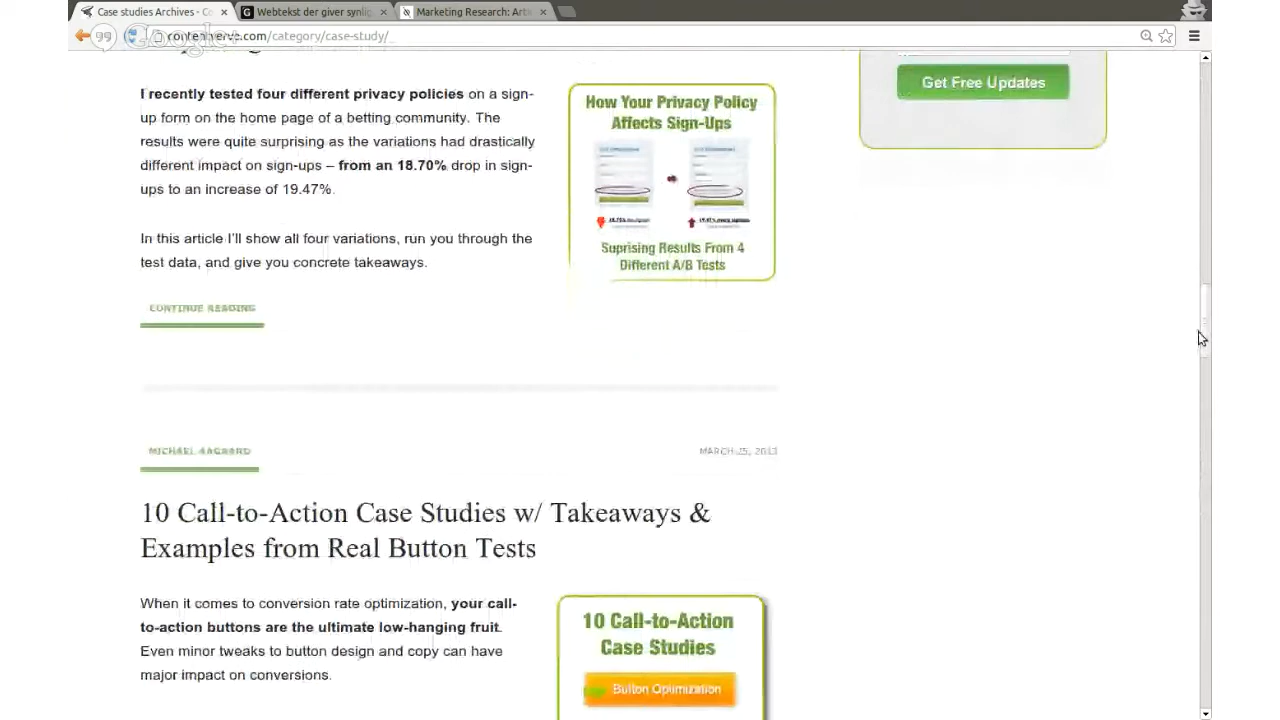 Case studies Archives - Co
Webtekst der giver synlig
Marketing Research: Arti
contentverve.com/category/case-study/
I recently tested four different privacy policies on a sign-
up form on the home page of a betting community. The
results were quite surprising as the variations had drastically
different impact on sign-ups – from an 18.70% drop in sign-
ups to an increase of 19.47%.
In this article I'll show all four variations, run you through the
test data, and give you concrete takeaways.
CONTINUE READING
How Your Privacy Policy
Affects Sign-Ups
Suprising Results From 4
Different A/B Tests
Get Free Updates
MICHAEL AAGAARD
MARCH 25, 2013
10 Call-to-Action Case Studies w/ Takeaways &
Examples from Real Button Tests
When it comes to conversion rate optimization, your call-
to-action buttons are the ultimate low-hanging fruit.
Even minor tweaks to button design and copy can have
major impact on conversions.
10 Call-to-Action
Case Studies
Button Optimization